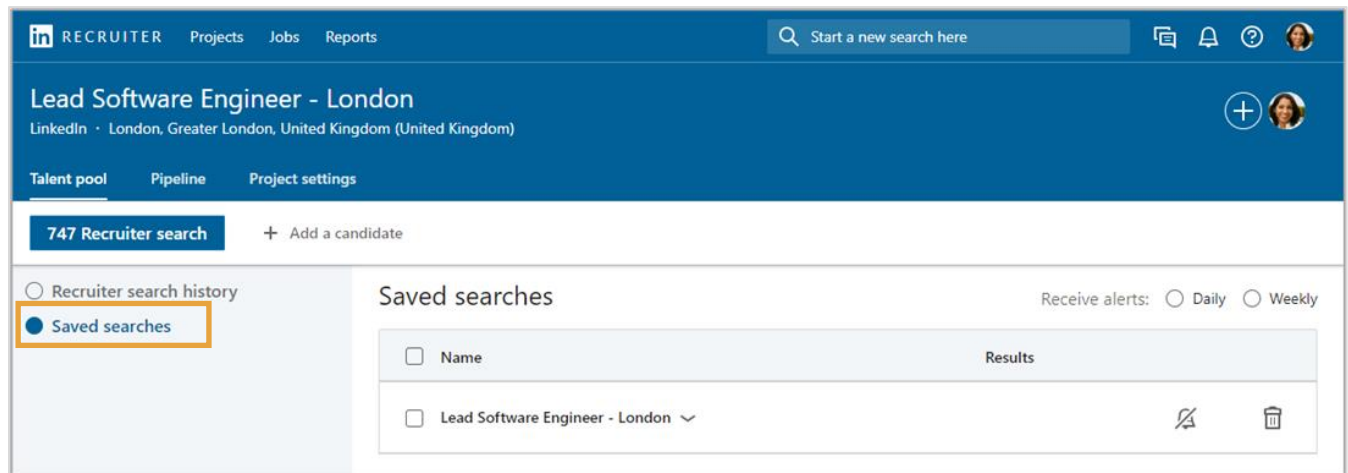 in RECRUITER Projects Jobs Reports Start a new search here
Lead Software Engineer - London
LinkedIn · London, Greater London, United Kingdom (United Kingdom)
Talent pool Pipeline Project settings
747 Recruiter search + Add a candidate
Recruiter search history
Saved searches
Saved searches
Receive alerts: Daily Weekly
Name Results
Lead Software Engineer - London